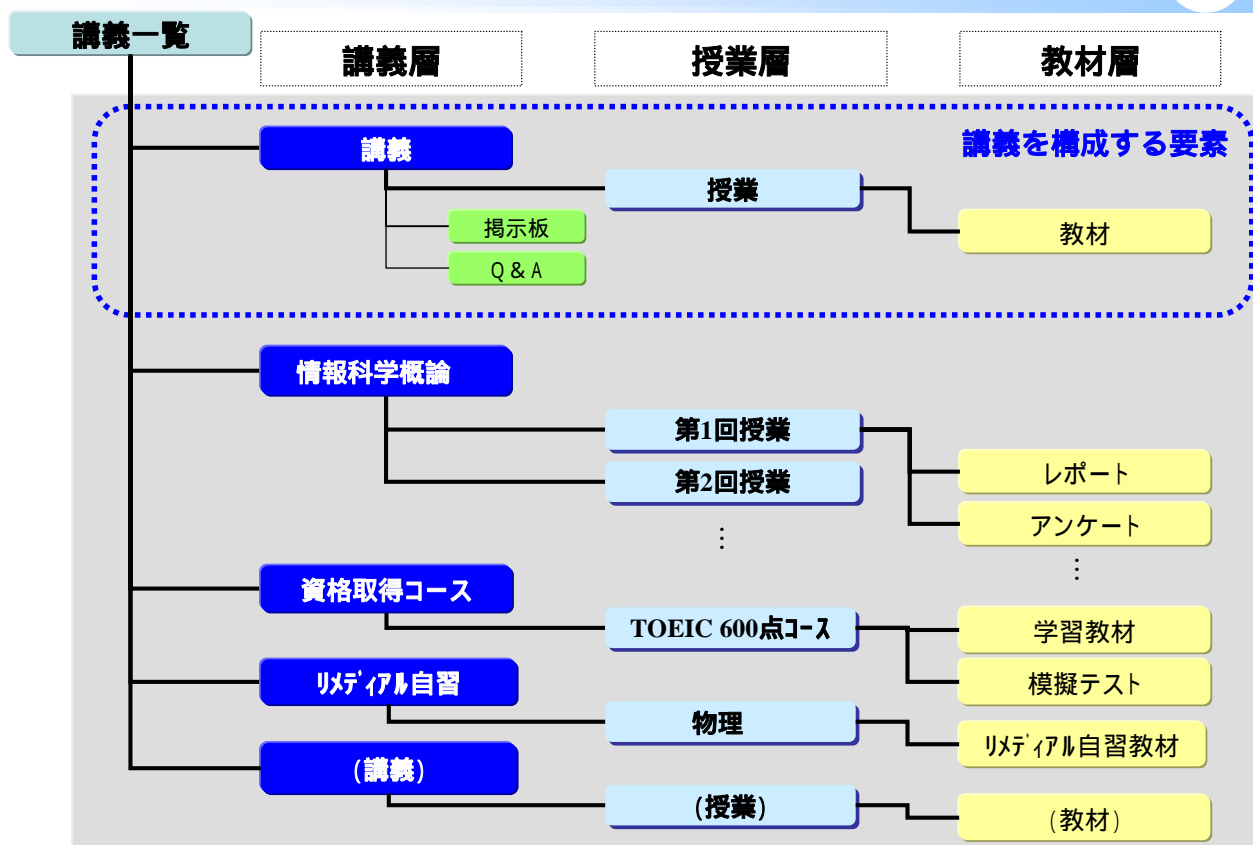 講義一覧
講義層
授業層
教材層
講義を構成する要素
講義
授業
掲示板
教材
Q & A
情報科学概論
第1回授業
第2回授業
レポート
アンケート
⋮
⋮
資格取得コース
TOEIC 600点ｺｰｽ
学習教材
模擬テスト
ﾘﾒﾃﾞｨｱﾙ自習
物理
ﾘﾒﾃﾞｨｱﾙ自習教材
(講義)
(授業)
(教材)